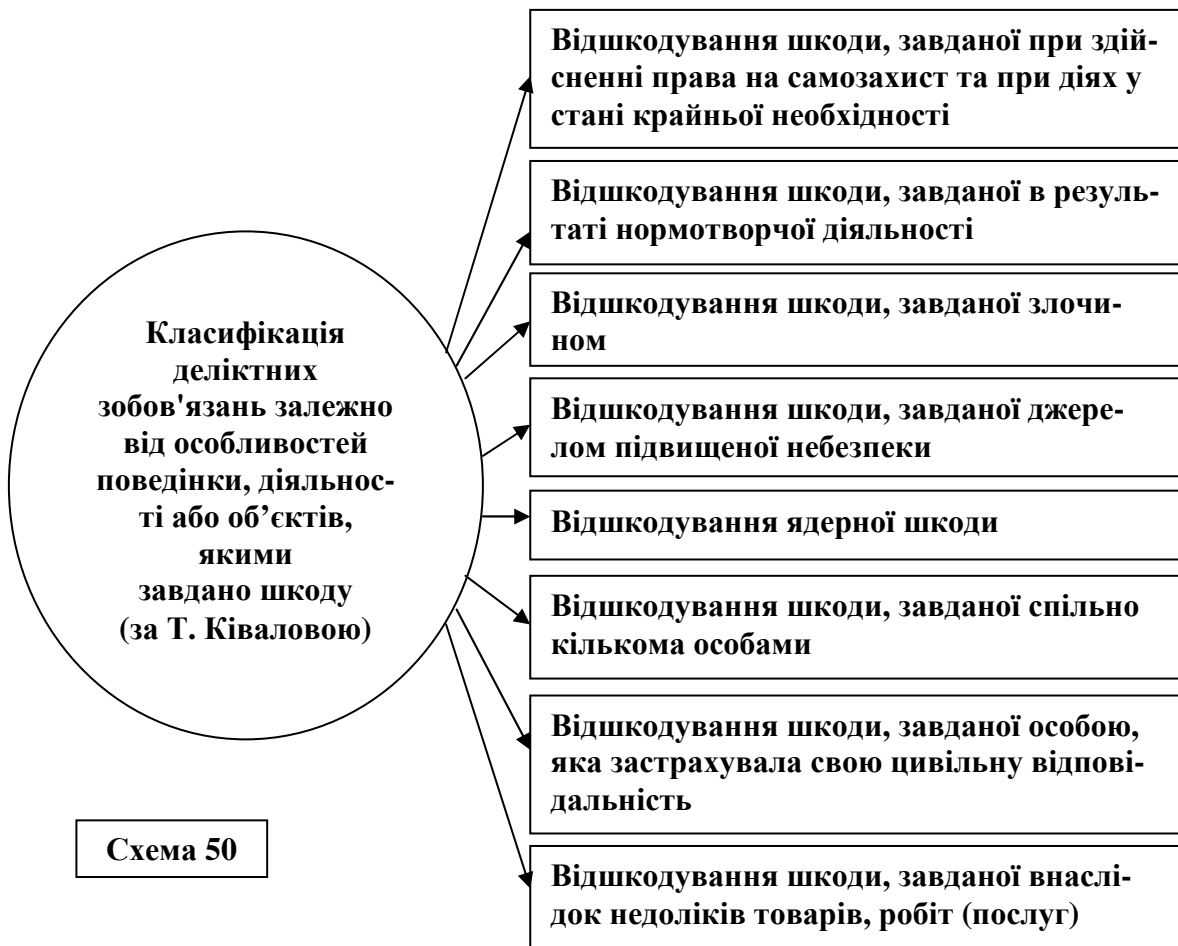 Відшкодування шкоди, завданої при здій-
сненні права на самозахист та при діях у
стані крайньої необхідності
Відшкодування шкоди, завданої в резуль-
таті нормотворчої діяльності
Відшкодування шкоди, завданої злочи-
ном
Відшкодування шкоди, завданої джере-
лом підвищеної небезпеки
Відшкодування ядерної шкоди
Відшкодування шкоди, завданої спільно
кількома особами
Відшкодування шкоди, завданої особою,
яка застрахувала свою цивільну відпові-
дальність
Відшкодування шкоди, завданої внаслі-
док недоліків товарів, робіт (послуг)
Класифікація
деліктних
зобов'язань залежно
від особливостей
поведінки, діяльнос-
ті або об’єктів,
якими
завдано шкоду
(за Т. Ківаловою)
Схема 50